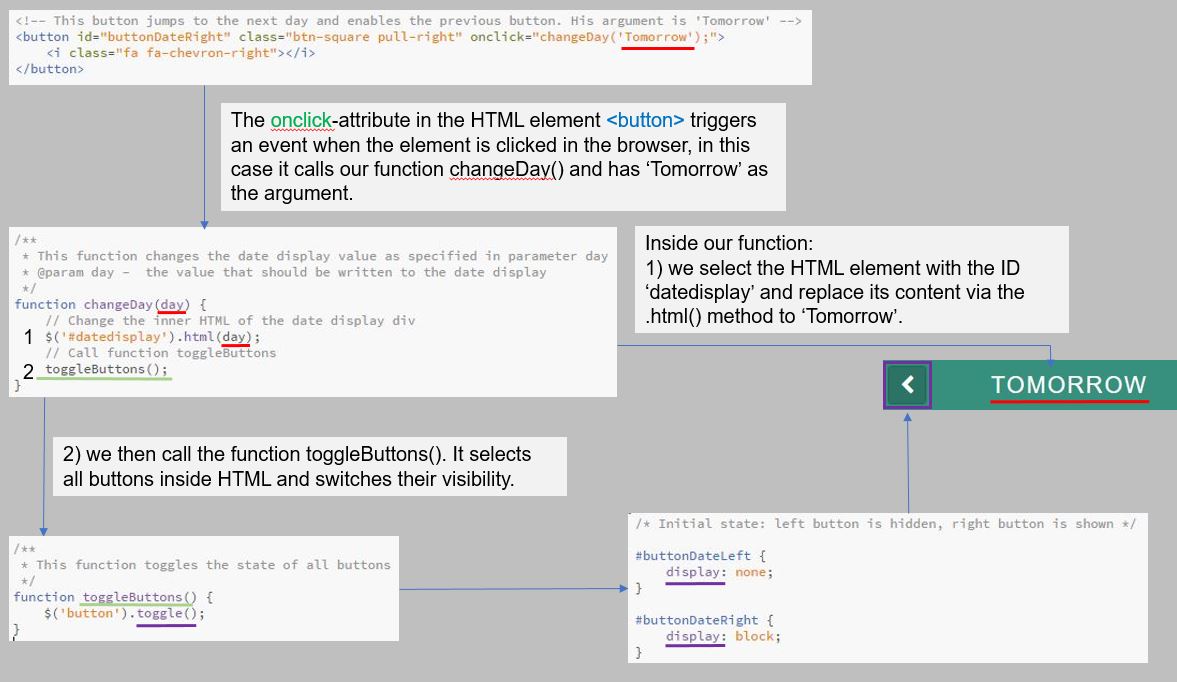 <!-- This button jumps to the next day and enables the previous button. His argument is 'Tomorrow' -->
<button id="buttonDateRight" class="btn-square pull-right" onclick="changeDay('Tomorrow');">
    <i class="fa fa-chevron-right"></i>
</button>
The onclick-attribute in the HTML element <button> triggers
an event when the element is clicked in the browser, in this
case it calls our function changeDay() and has ‘Tomorrow’ as
the argument.
/**
 * This function changes the date display value as specified in parameter day
 * @param day –  the value that should be written to the date display
 */
function changeDay(day) {
    // Change the inner HTML of the date display div
1   $('#datedisplay').html(day);
    // Call function toggleButtons
2   toggleButtons();
}
Inside our function:
1) we select the HTML element with the ID
‘datedisplay’ and replace its content via the
.html() method to ‘Tomorrow’.
TOMORROW
2) we then call the function toggleButtons(). It selects
all buttons inside HTML and switches their visibility.
/**
 * This function toggles the state of all buttons
 */
function toggleButtons() {
    $('button').toggle();
}
/* Initial state: left button is hidden, right button is shown */
#buttonDateLeft {
    display: none;
}
#buttonDateRight {
    display: block;
}